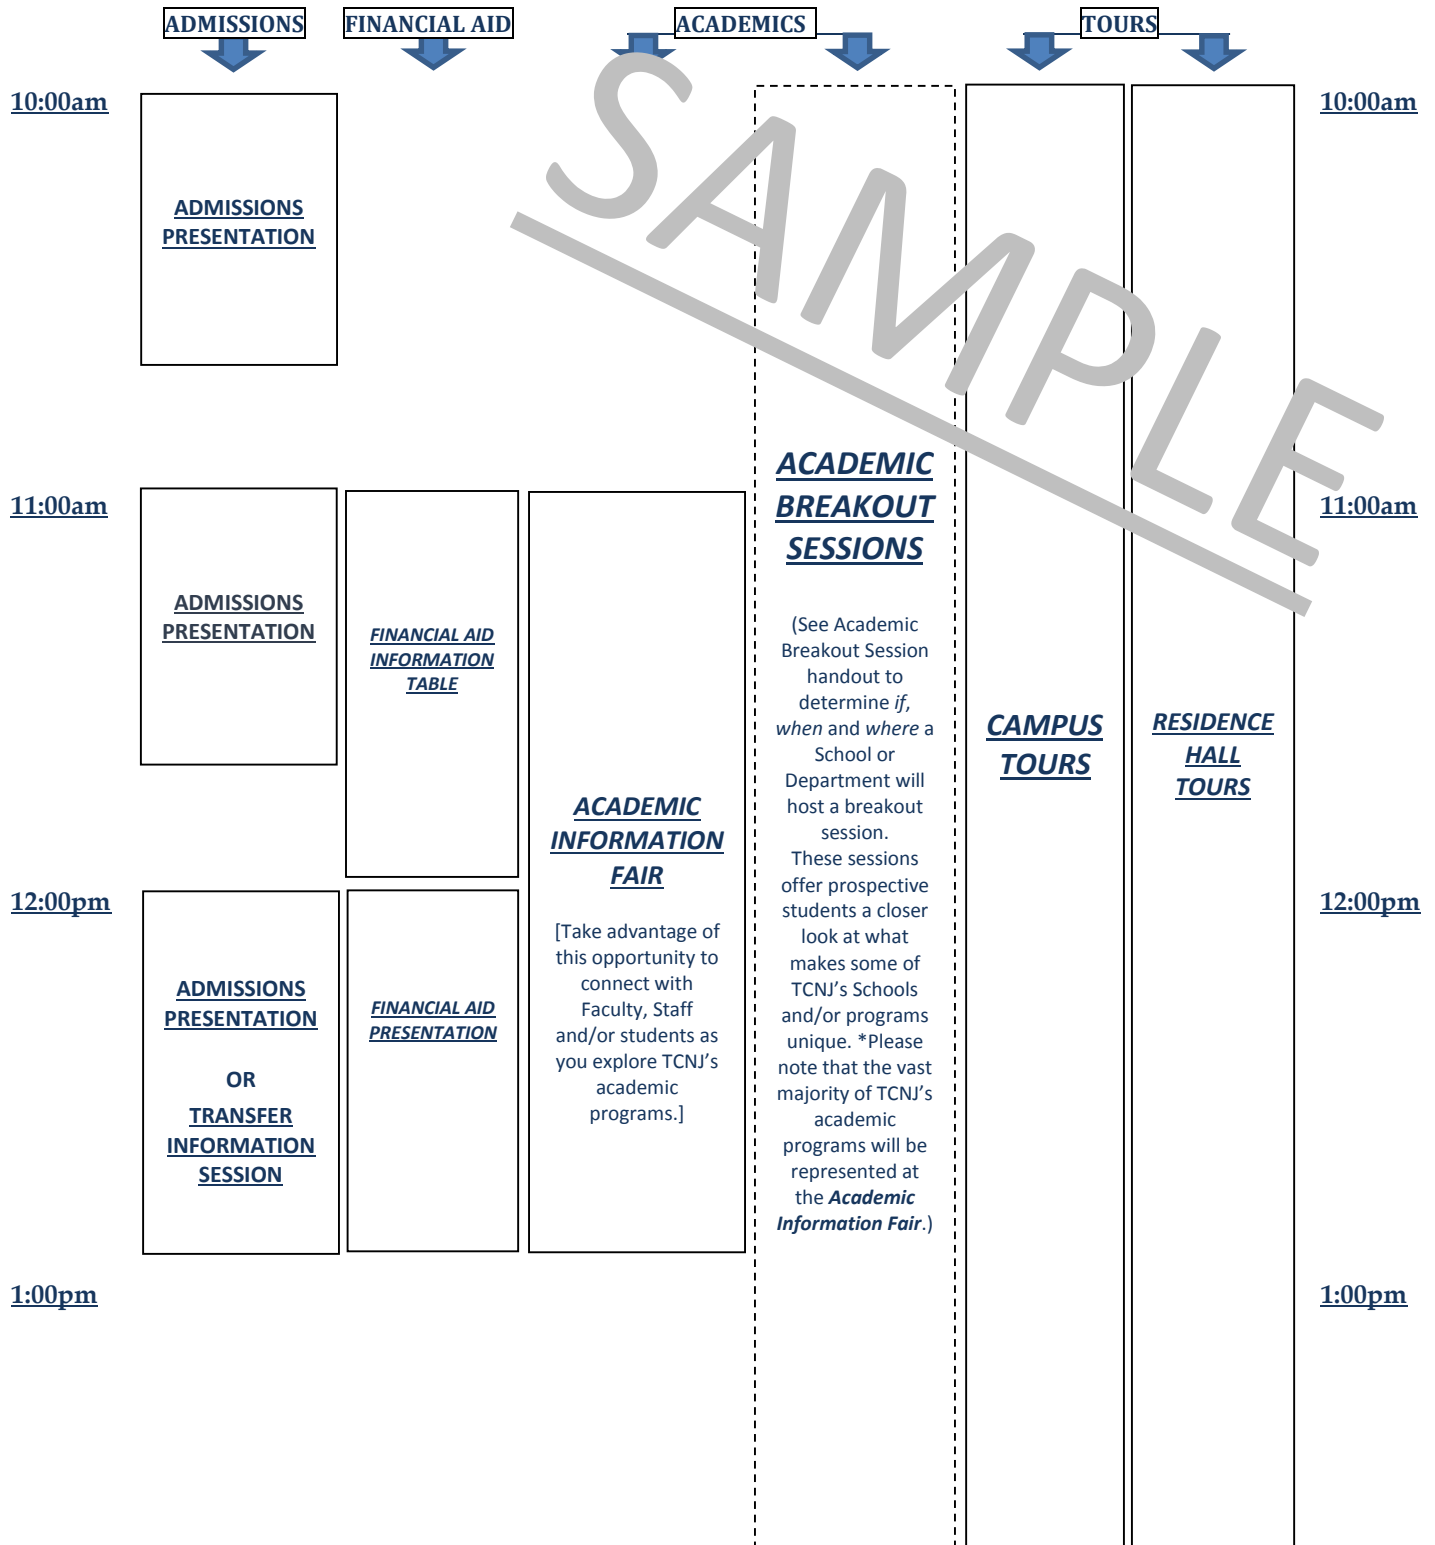 ADMISSIONS
FINANCIAL AID
ACADEMICS
TOURS
10:00am
10:00am
SAMPLE
ADMISSIONS
PRESENTATION
11:00am
11:00am
ADMISSIONS
PRESENTATION
FINANCIAL AID
INFORMATION
TABLE
12:00pm
12:00pm
ADMISSIONS
PRESENTATION
OR
TRANSFER
INFORMATION
SESSION
FINANCIAL AID
PRESENTATION
ACADEMIC
INFORMATION
FAIR
[Take advantage of
this opportunity to
connect with
Faculty, Staff
and/or students as
you explore TCNJ’s
academic
programs.]
ACADEMIC
BREAKOUT
SESSIONS
(See Academic
Breakout Session
handout to
determine if,
when and where a
School or
Department will
host a breakout
session.
These sessions
offer prospective
students a closer
look at what
makes some of
TCNJ’s Schools
and/or programs
unique. *Please
note that the vast
majority of TCNJ’s
academic
programs will be
represented at
the Academic
Information Fair.)
CAMPUS
TOURS
RESIDENCE
HALL
TOURS
1:00pm
1:00pm